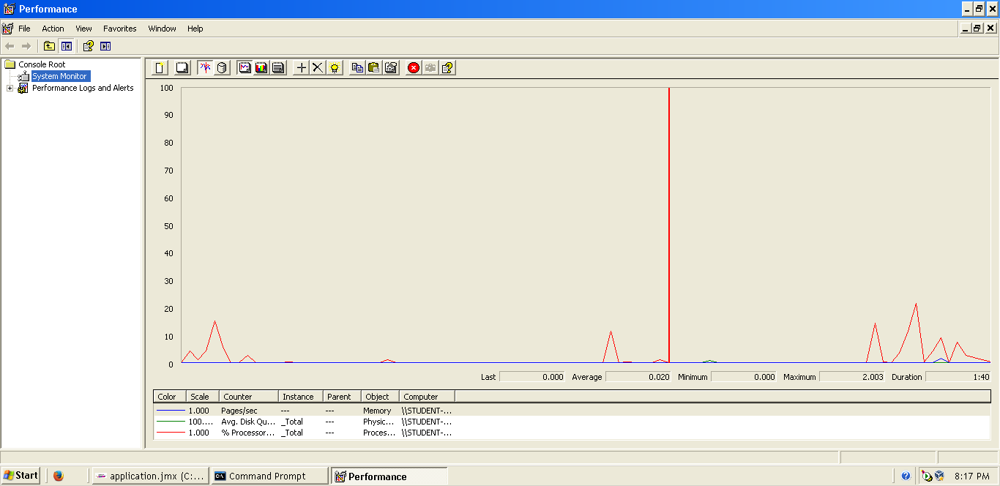 Performance
File Action View Favorites Window Help
Console Root
System Monitor
Performance Logs and Alerts
100
90
80
70
60
50
40
30
20
10
0
Last 0.000 Average 0.020 Minimum 0.000 Maximum 2.003 Duration 1:40
Color Scale Counter Instance Parent Object Computer
1.000 Pages/sec --- --- Memory \\STUDENT-...
100.... Avg. Disk Qu... _Total --- Physic... \\STUDENT-...
1.000 % Processor... _Total --- Proces... \\STUDENT-...
Start application.jmx (C:... C:\ Command Prompt Performance 8:17 PM